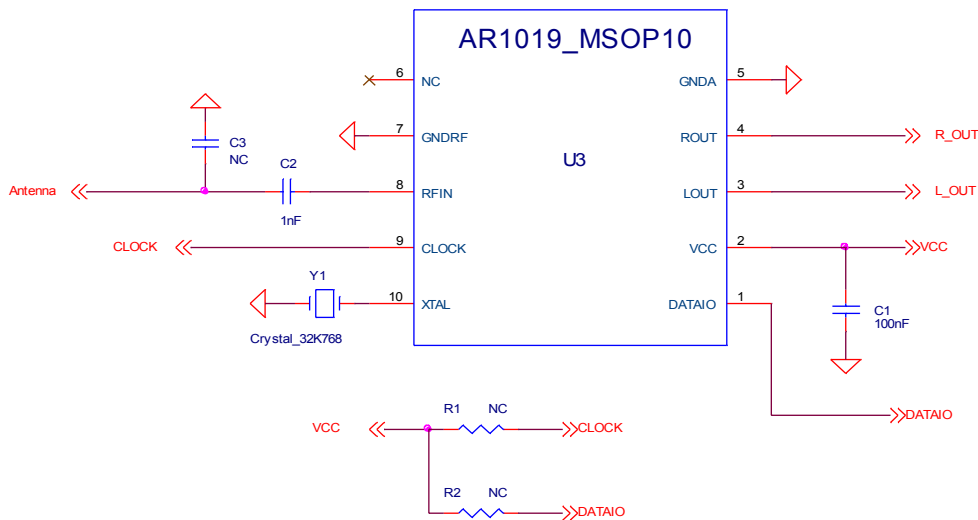 AR1019_MSOP10
6 NC GNDA 5
7 GNDRF ROUT 4 R_OUT
C3
NC
C2
U3
Antenna 8 RFIN LOUT 3 L_OUT
1nF
CLOCK 9 CLOCK VCC 2 VCC
Y1
10 XTAL DATAIO 1
C1
100nF
Crystal_32K768
R1 NC
DATAIO
VCC CLOCK
R2 NC
DATAIO